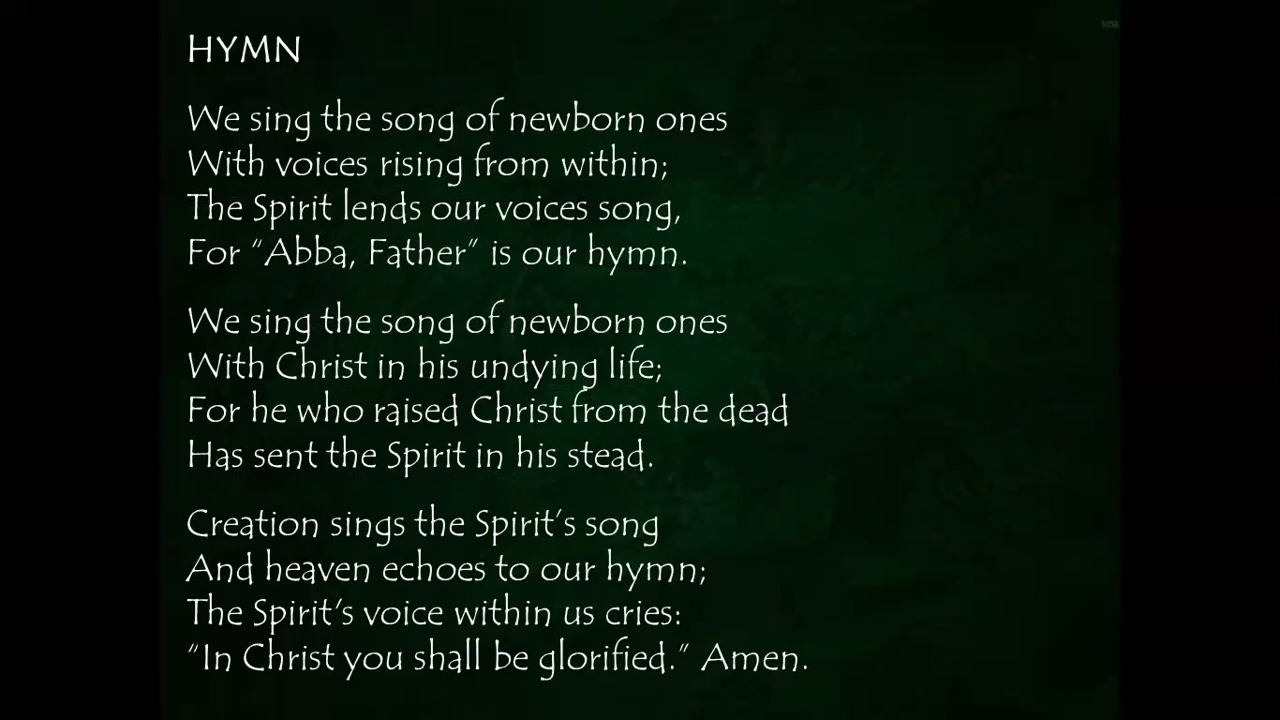 HYMN
We sing the song of newborn ones
With voices rising from within;
The Spirit lends our voices song,
For “Abba, Father” is our hymn.
We sing the song of newborn ones
With Christ in his undying life;
For he who raised Christ from the dead
Has sent the Spirit in his stead.
Creation sings the Spirit’s song
And heaven echoes to our hymn;
The Spirit’s voice within us cries:
“In Christ you shall be glorified.” Amen.